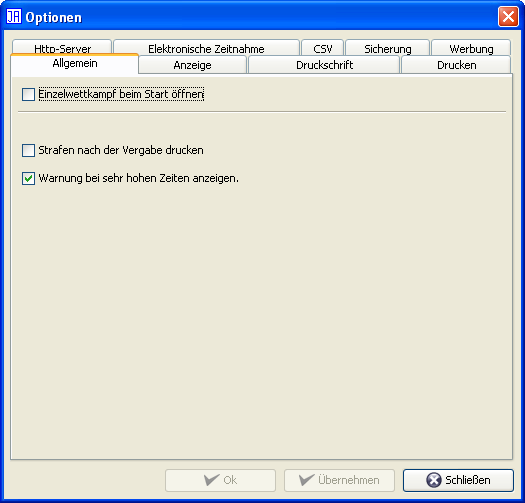 JA Optionen
Http-Server Elektronische Zeitnahme CSV Sicherung Werbung
Allgemein Anzeige Druckschrift Drucken
Einzelwettkampf beim Start öffnen
Strafen nach der Vergabe drucken
Warnung bei sehr hohen Zeiten anzeigen.
Ok Übernehmen Schließen